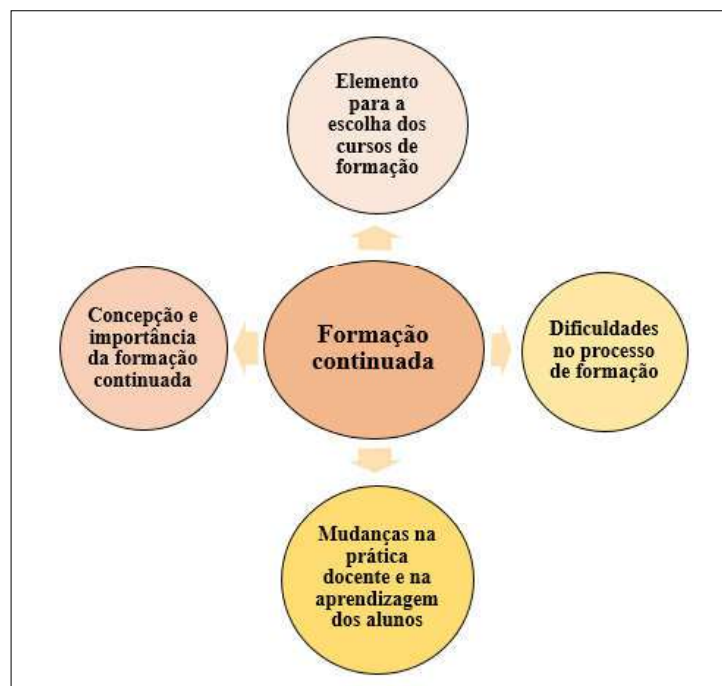 Elemento
para a
escolha dos
cursos de
formação
Concepção e
importância
da formação
continuada
Formação
continuada
Dificuldades
no processo
de formação
Mudanças na
prática
docente e na
aprendizagem
dos alunos